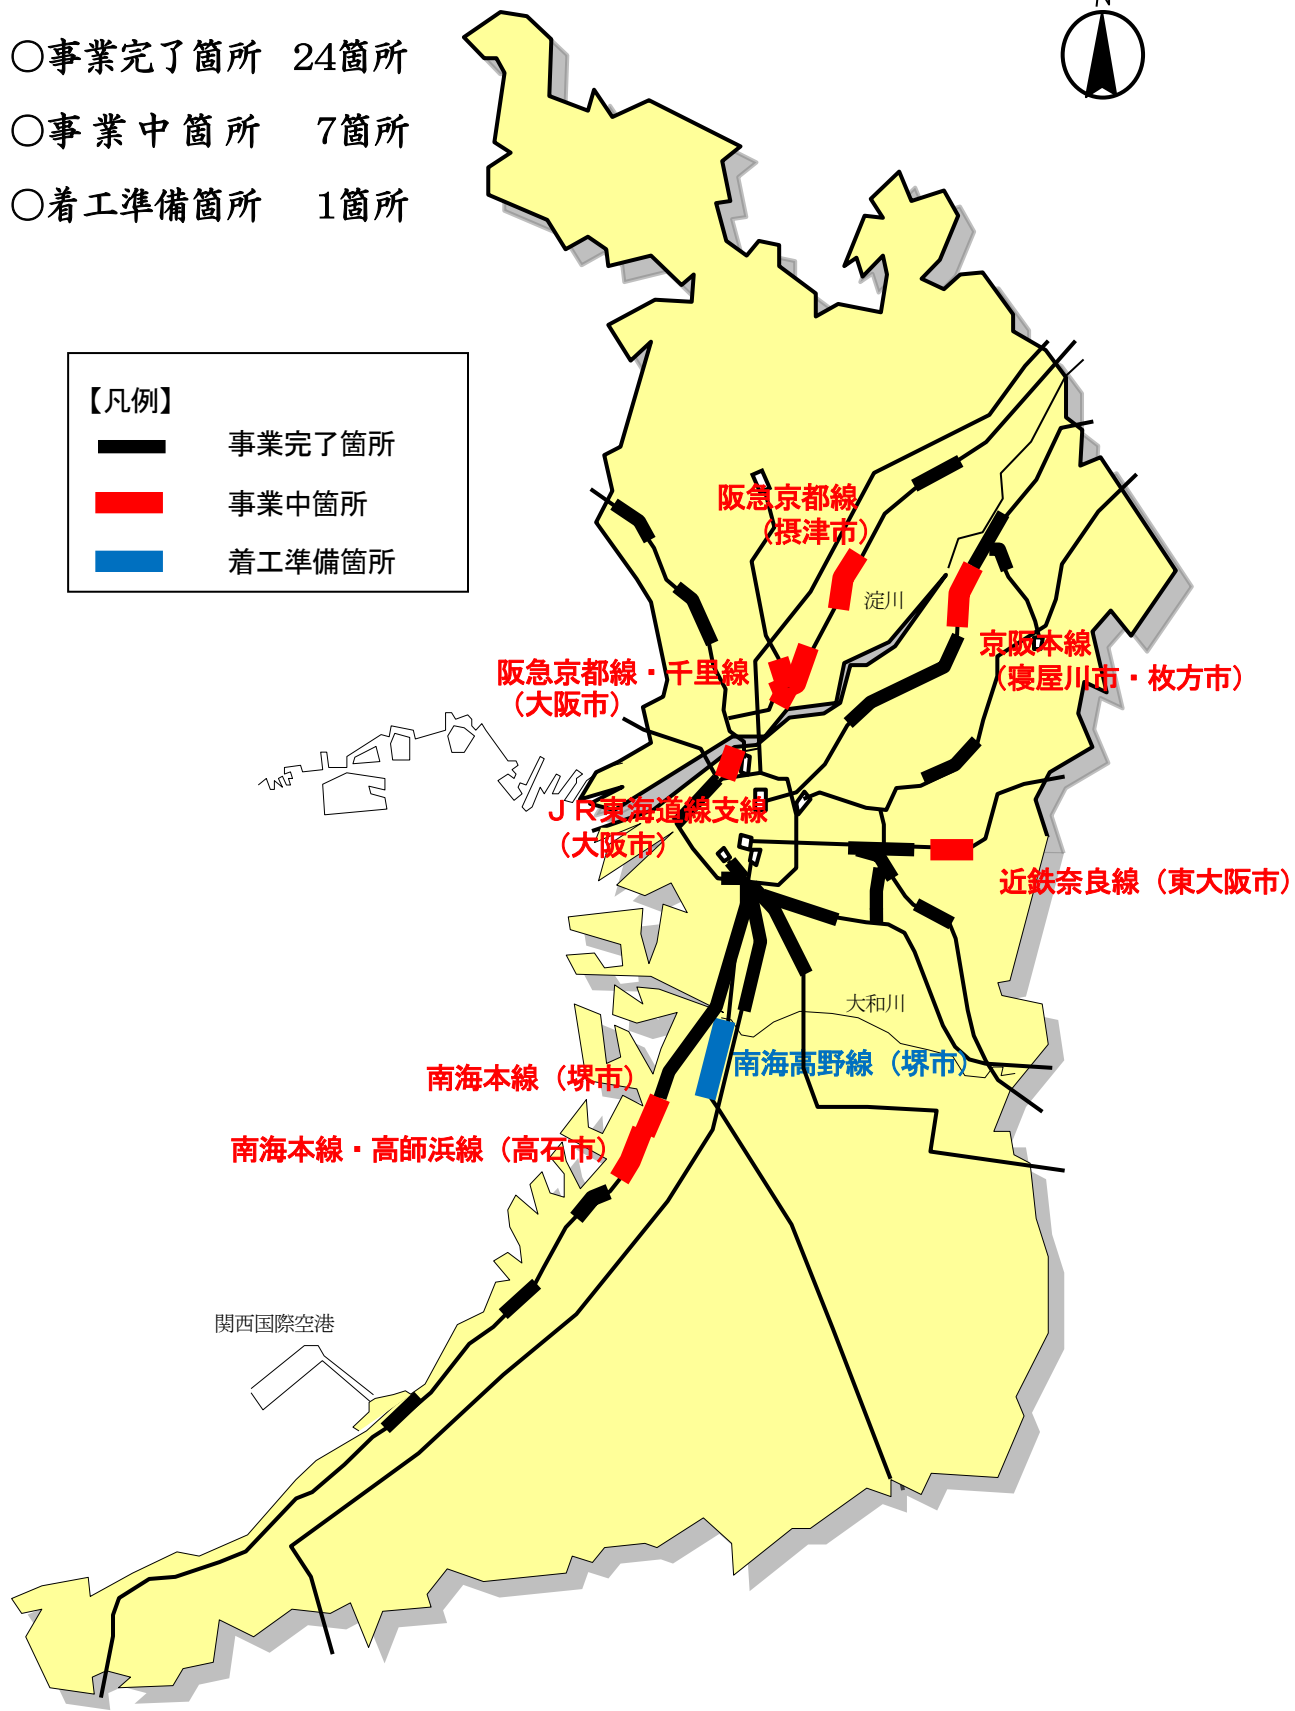 N
○事業完了箇所 24箇所
○事業中箇所 7箇所
○着工準備箇所 1箇所
【凡例】
事業完了箇所
事業中箇所
着工準備箇所
阪急京都線
（摂津市）
淀川
京阪本線
（寝屋川市・枚方市）
阪急京都線・千里線
（大阪市）
ＪＲ東海道線支線
（大阪市）
近鉄奈良線（東大阪市）
大和川
南海高野線（堺市）
南海本線（堺市）
南海本線・高師浜線（高石市）
関西国際空港